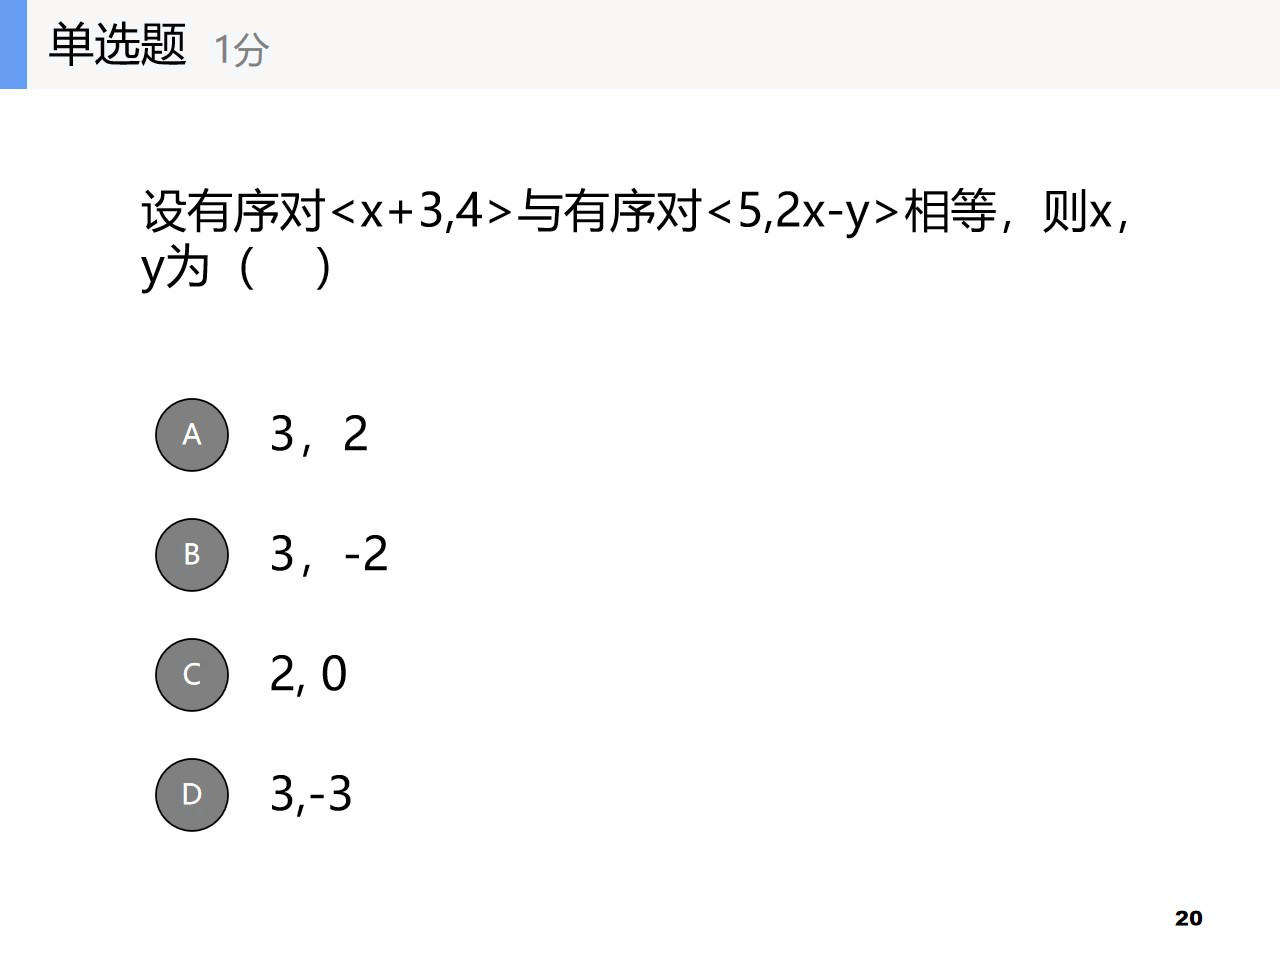 单选题 1分
设有序对<x+3,4>与有序对<5,2x-y>相等，则x，
y为（ ）
A 3，2
B 3，-2
C 2, 0
D 3,-3
20